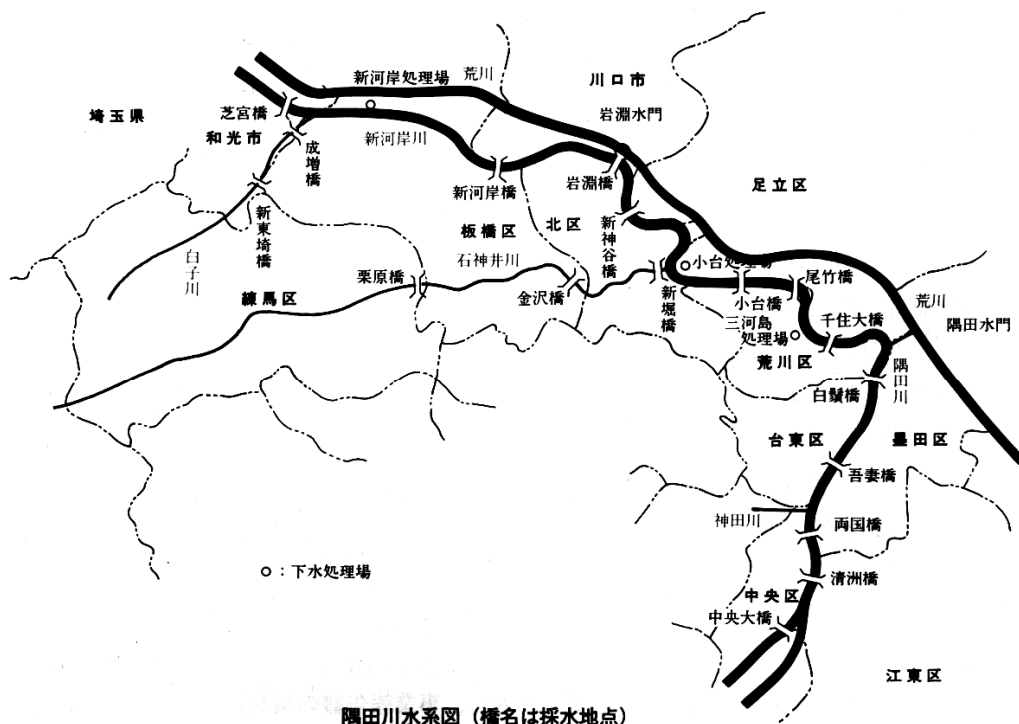 新河岸処理場
荒川
川口市
埼玉県
芝宮橋
岩淵水門
和光市
成増橋
新河岸川
足立区
新河岸橋
岩淵橋
新東埼橋
板橋区
北区
新神谷橋
白子川
石神井川
小台処理場
栗原橋
尾竹橋
練馬区
金沢橋
新堀橋
小台橋
荒川
三河島
処理場
千住大橋
隅田水門
荒川区
隅田川
白鬚橋
台東区
墨田区
吾妻橋
神田川
両国橋
○：下水処理場
清洲橋
中央区
中央大橋
江東区
隅田川水系図（橋名は採水地点）